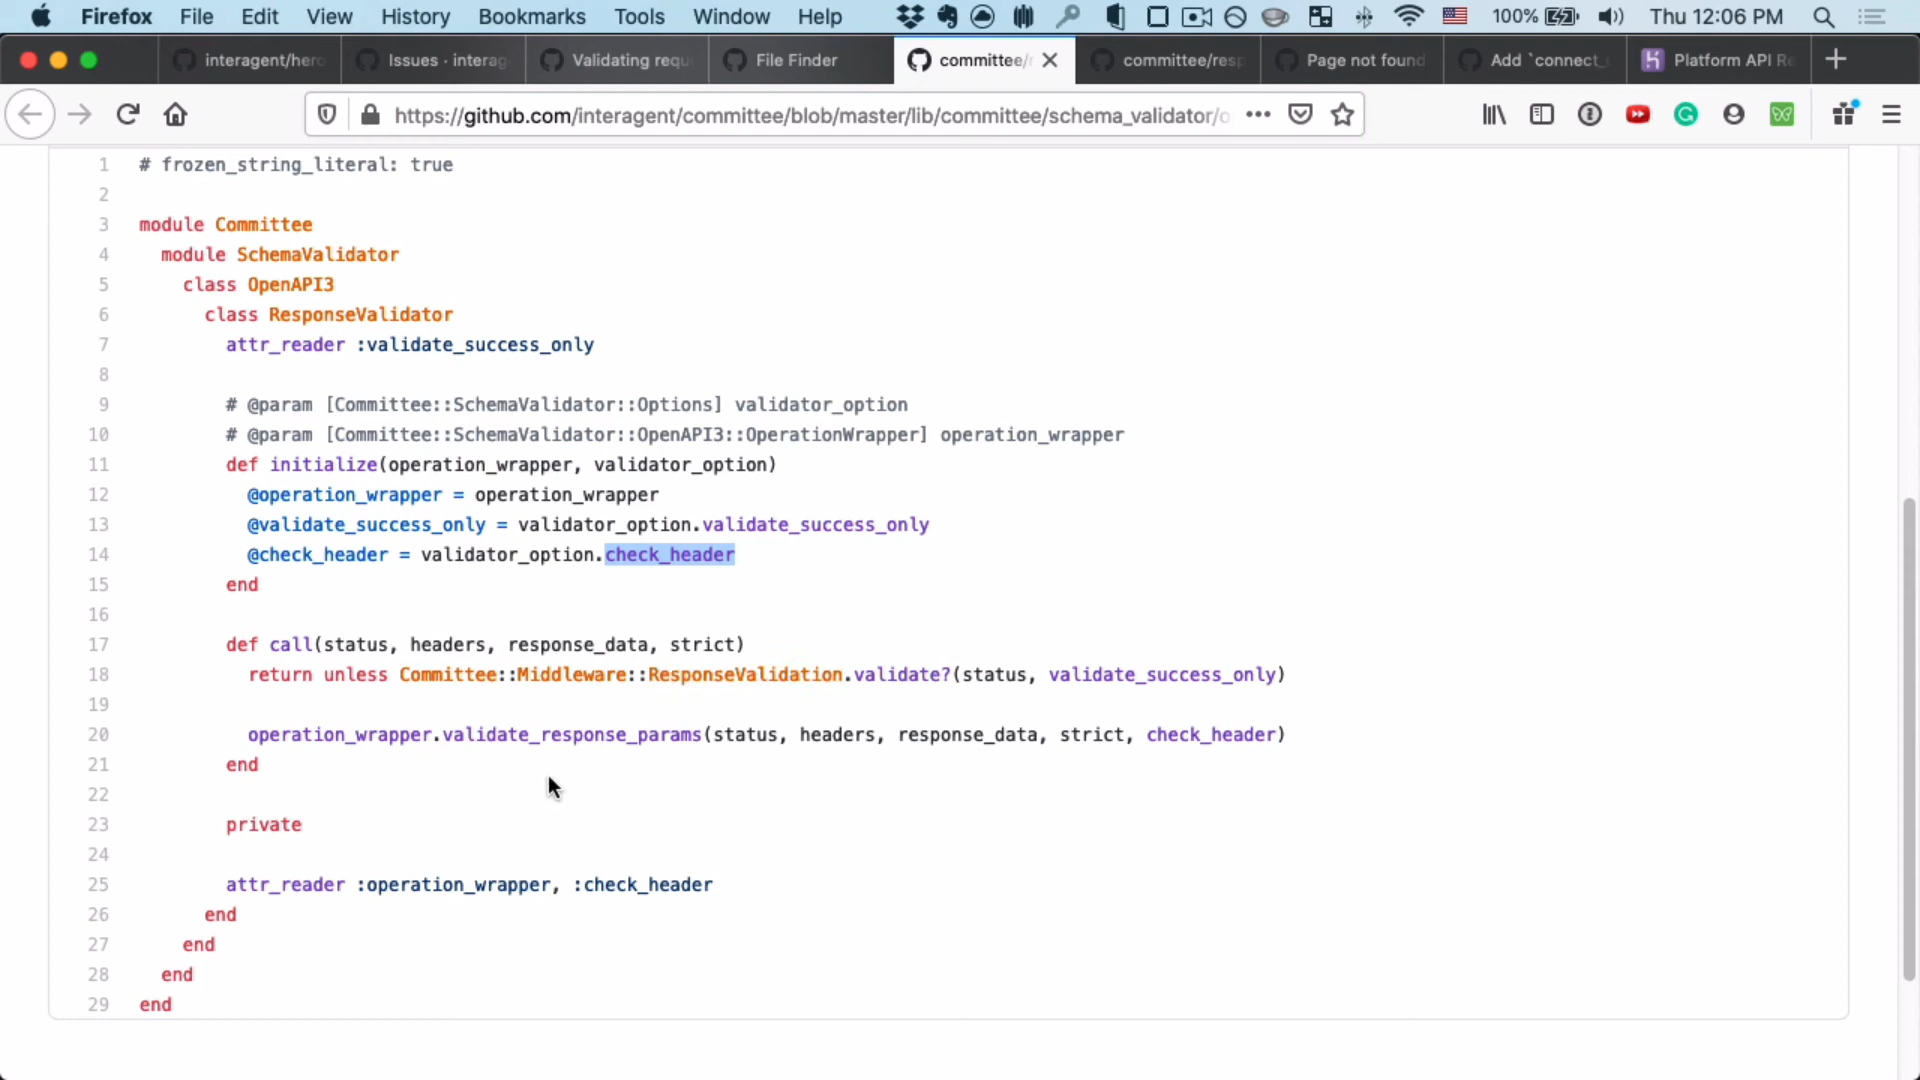 Firefox File Edit View History Bookmarks Tools Window Help 100% Thu 12:06 PM
interagent/hero Issues · interag Validating requ File Finder committee/r committee/resp Page not found Add `connect_ Platform API Re
https://github.com/interagent/committee/blob/master/lib/committee/schema_validator/o
1 # frozen_string_literal: true
2
3 module Committee
4 module SchemaValidator
5 class OpenAPI3
6 class ResponseValidator
7 attr_reader :validate_success_only
8
9 # @param [Committee::SchemaValidator::Options] validator_option
10 # @param [Committee::SchemaValidator::OpenAPI3::OperationWrapper] operation_wrapper
11 def initialize(operation_wrapper, validator_option)
12 @operation_wrapper = operation_wrapper
13 @validate_success_only = validator_option.validate_success_only
14 @check_header = validator_option.check_header
15 end
16
17 def call(status, headers, response_data, strict)
18 return unless Committee::Middleware::ResponseValidation.validate?(status, validate_success_only)
19
20 operation_wrapper.validate_response_params(status, headers, response_data, strict, check_header)
21 end
22
23 private
24
25 attr_reader :operation_wrapper, :check_header
26 end
27 end
28 end
29 end